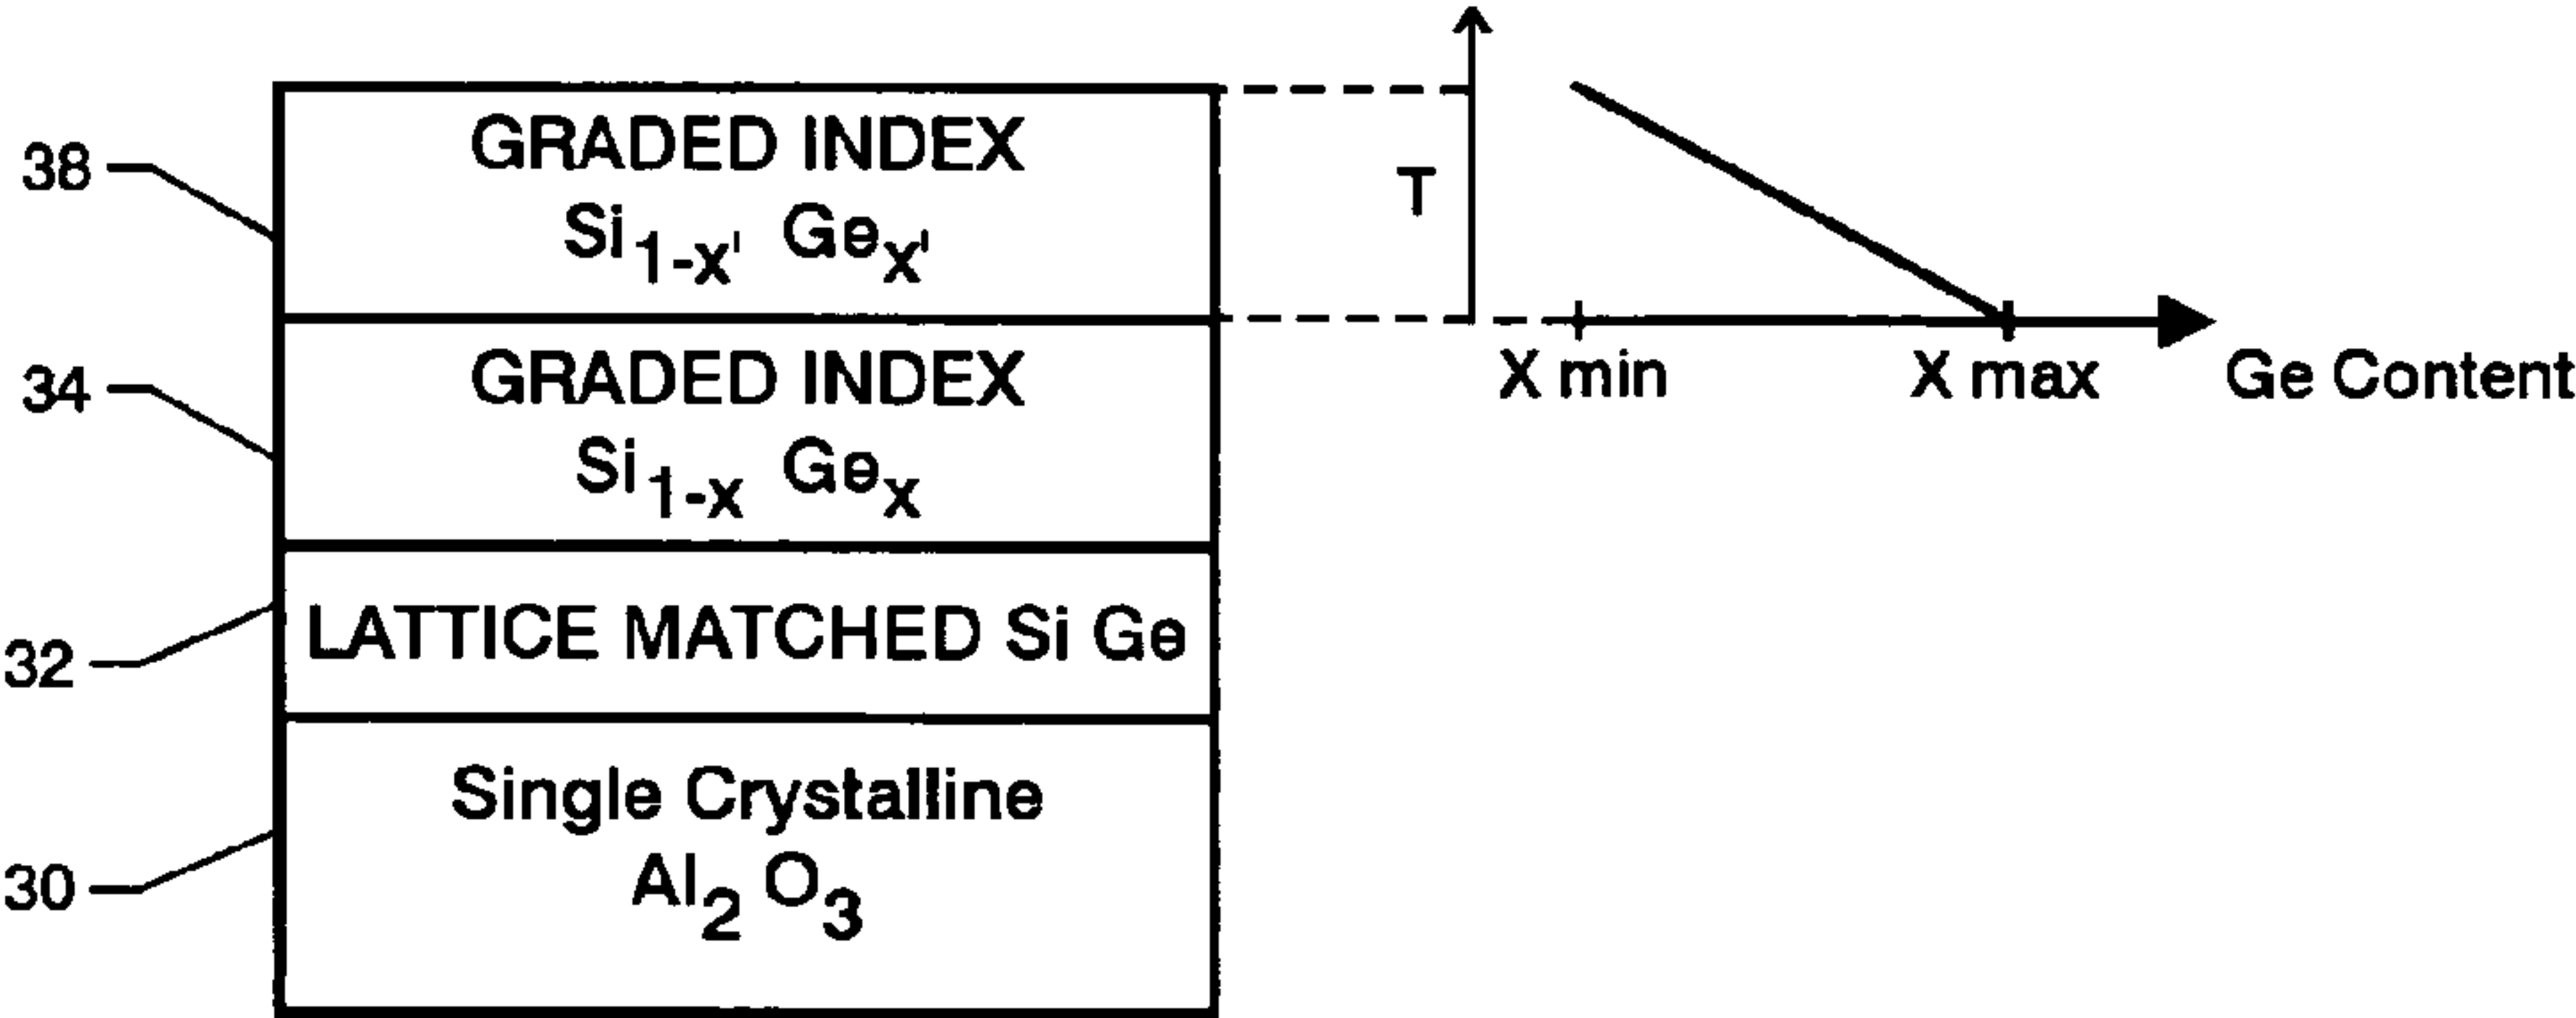 38
GRADED INDEX
Si1-x' Gex'
34
GRADED INDEX
Si1-x Gex
32
LATTICE MATCHED Si Ge
30
Single Crystalline
Al2 O3
T
X min
X max
Ge Content